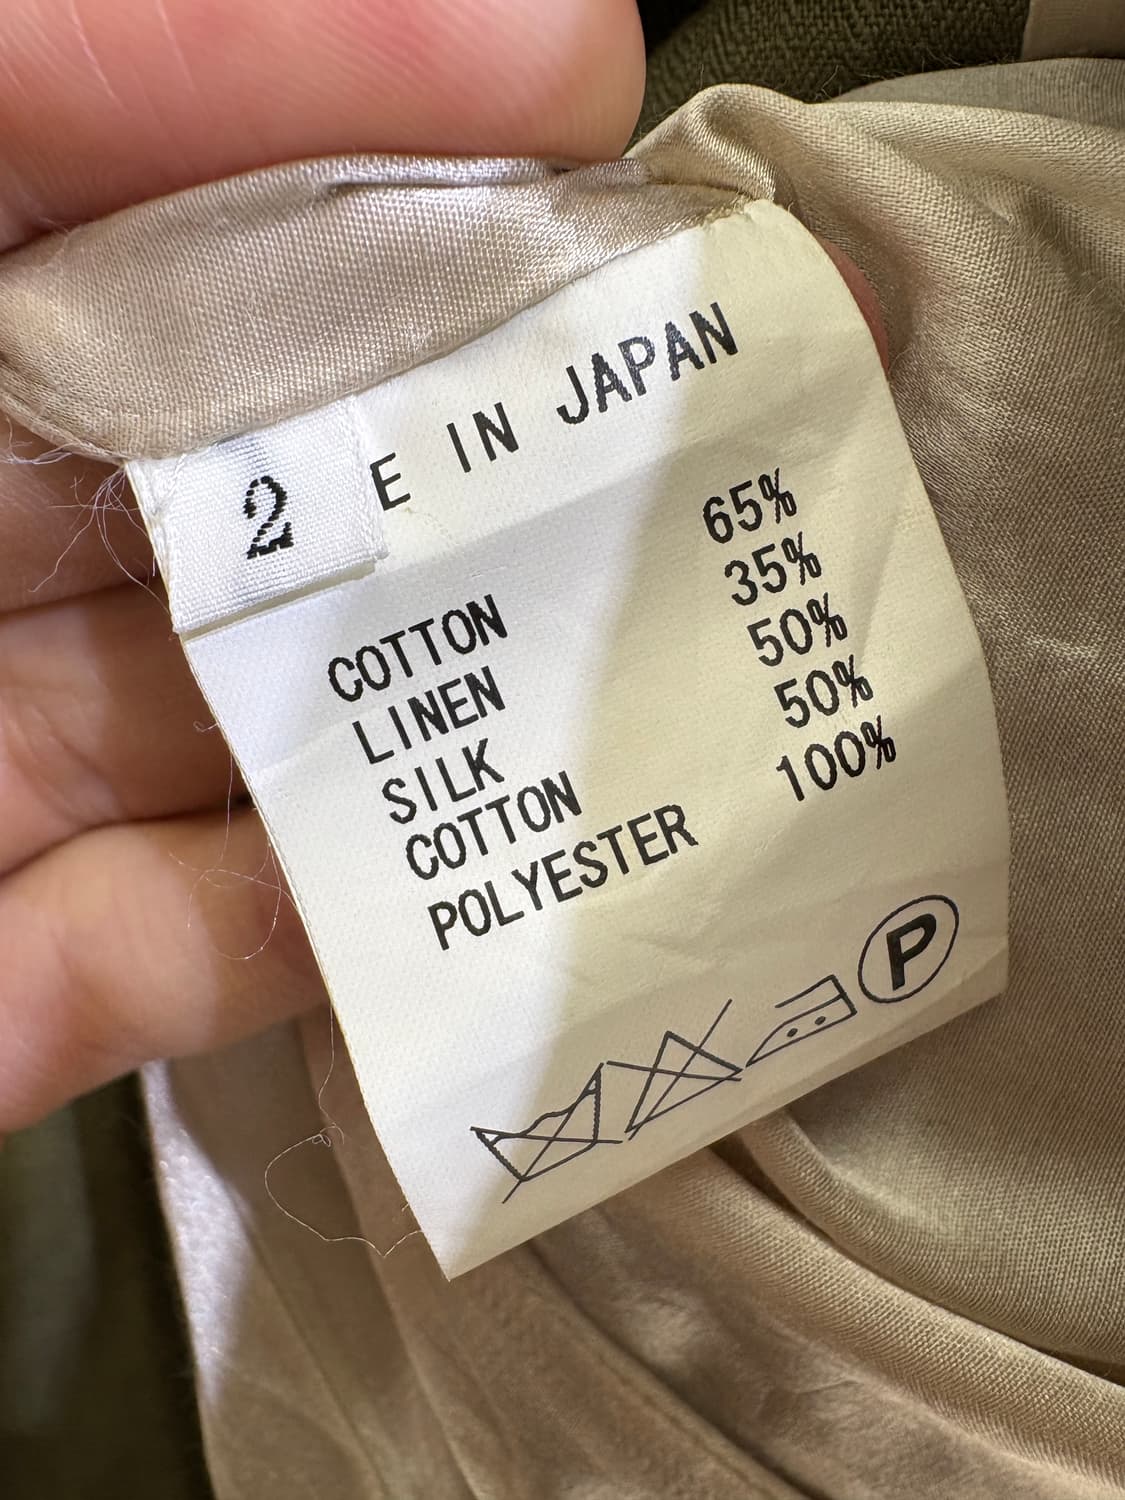 E IN JAPAN
2
COTTON 65%
LINEN 35%
SILK 50%
COTTON 50%
POLYESTER 100%
P